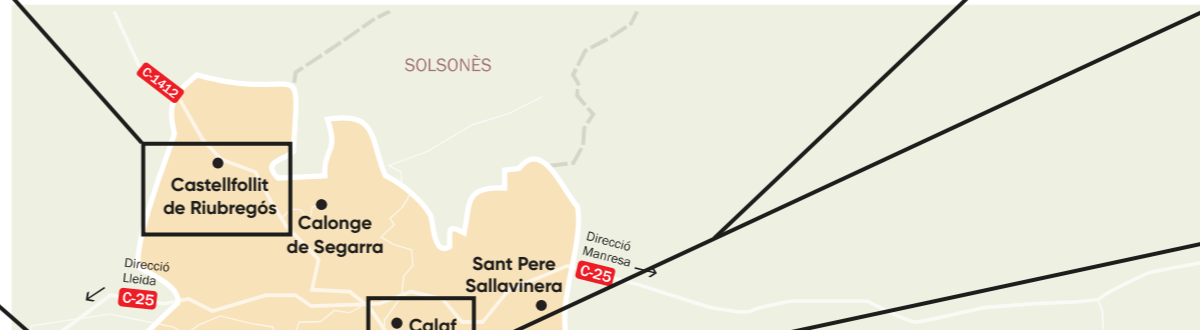 SOLSONÈS
C-1412
Castellfollit
de Riubregós
Calonge
de Segarra
Direcció
Manresa
C-25
Sant Pere
Sallavinera
Direcció
Lleida
C-25
Calaf